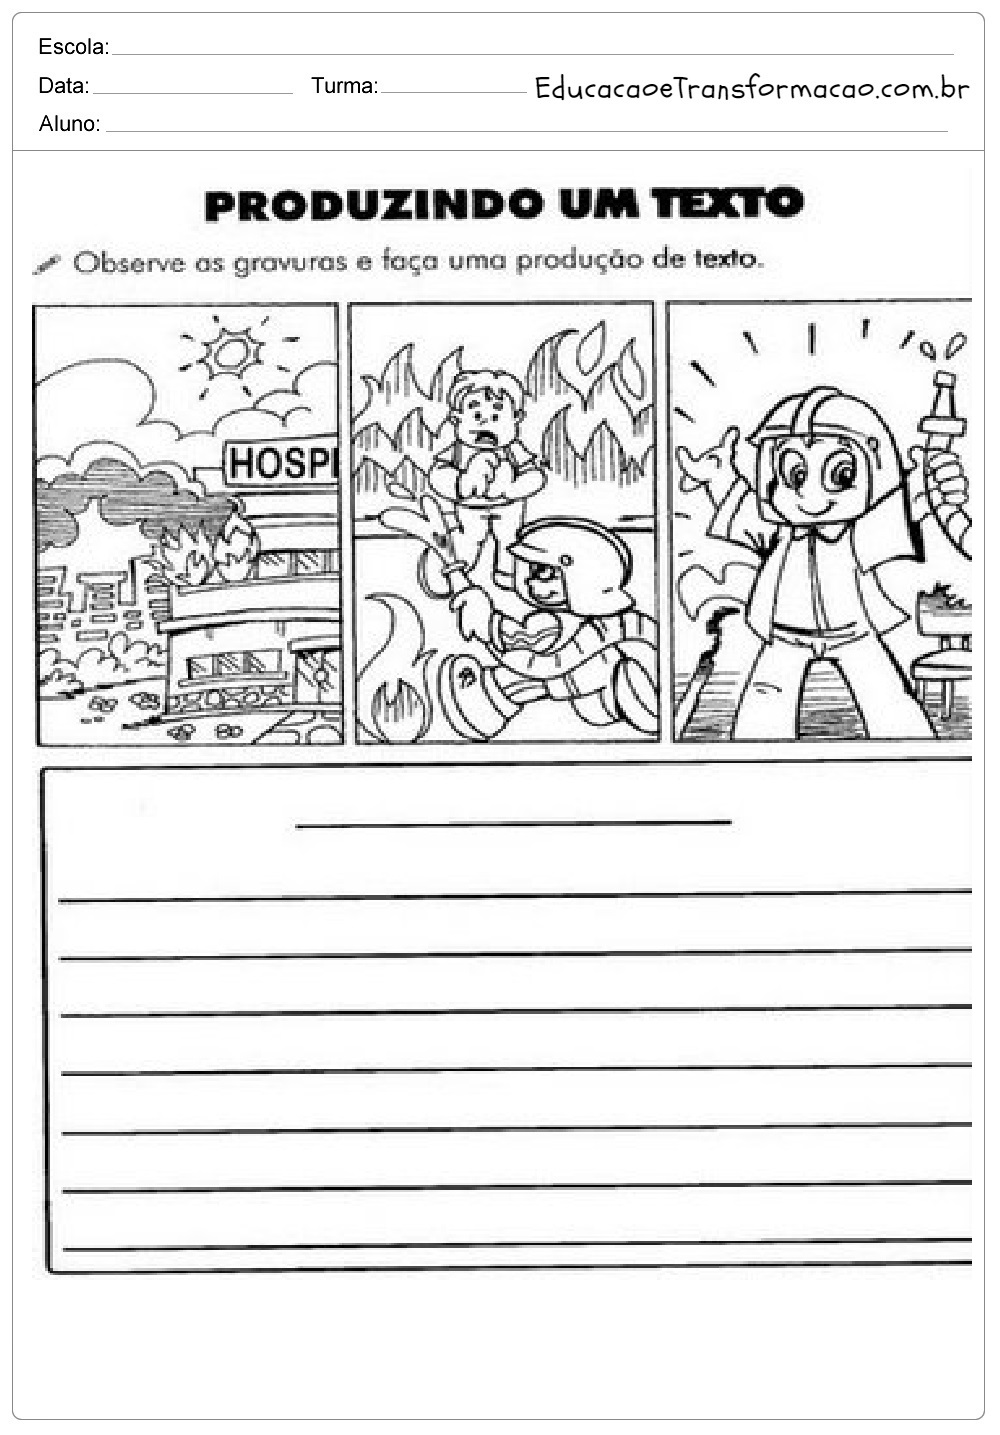 Escola:
Data: Turma: EducacaoeTransformacao.com.br
Aluno:
PRODUZINDO UM TEXTO
Observe as gravuras e faça uma produção de texto.
HOSPI